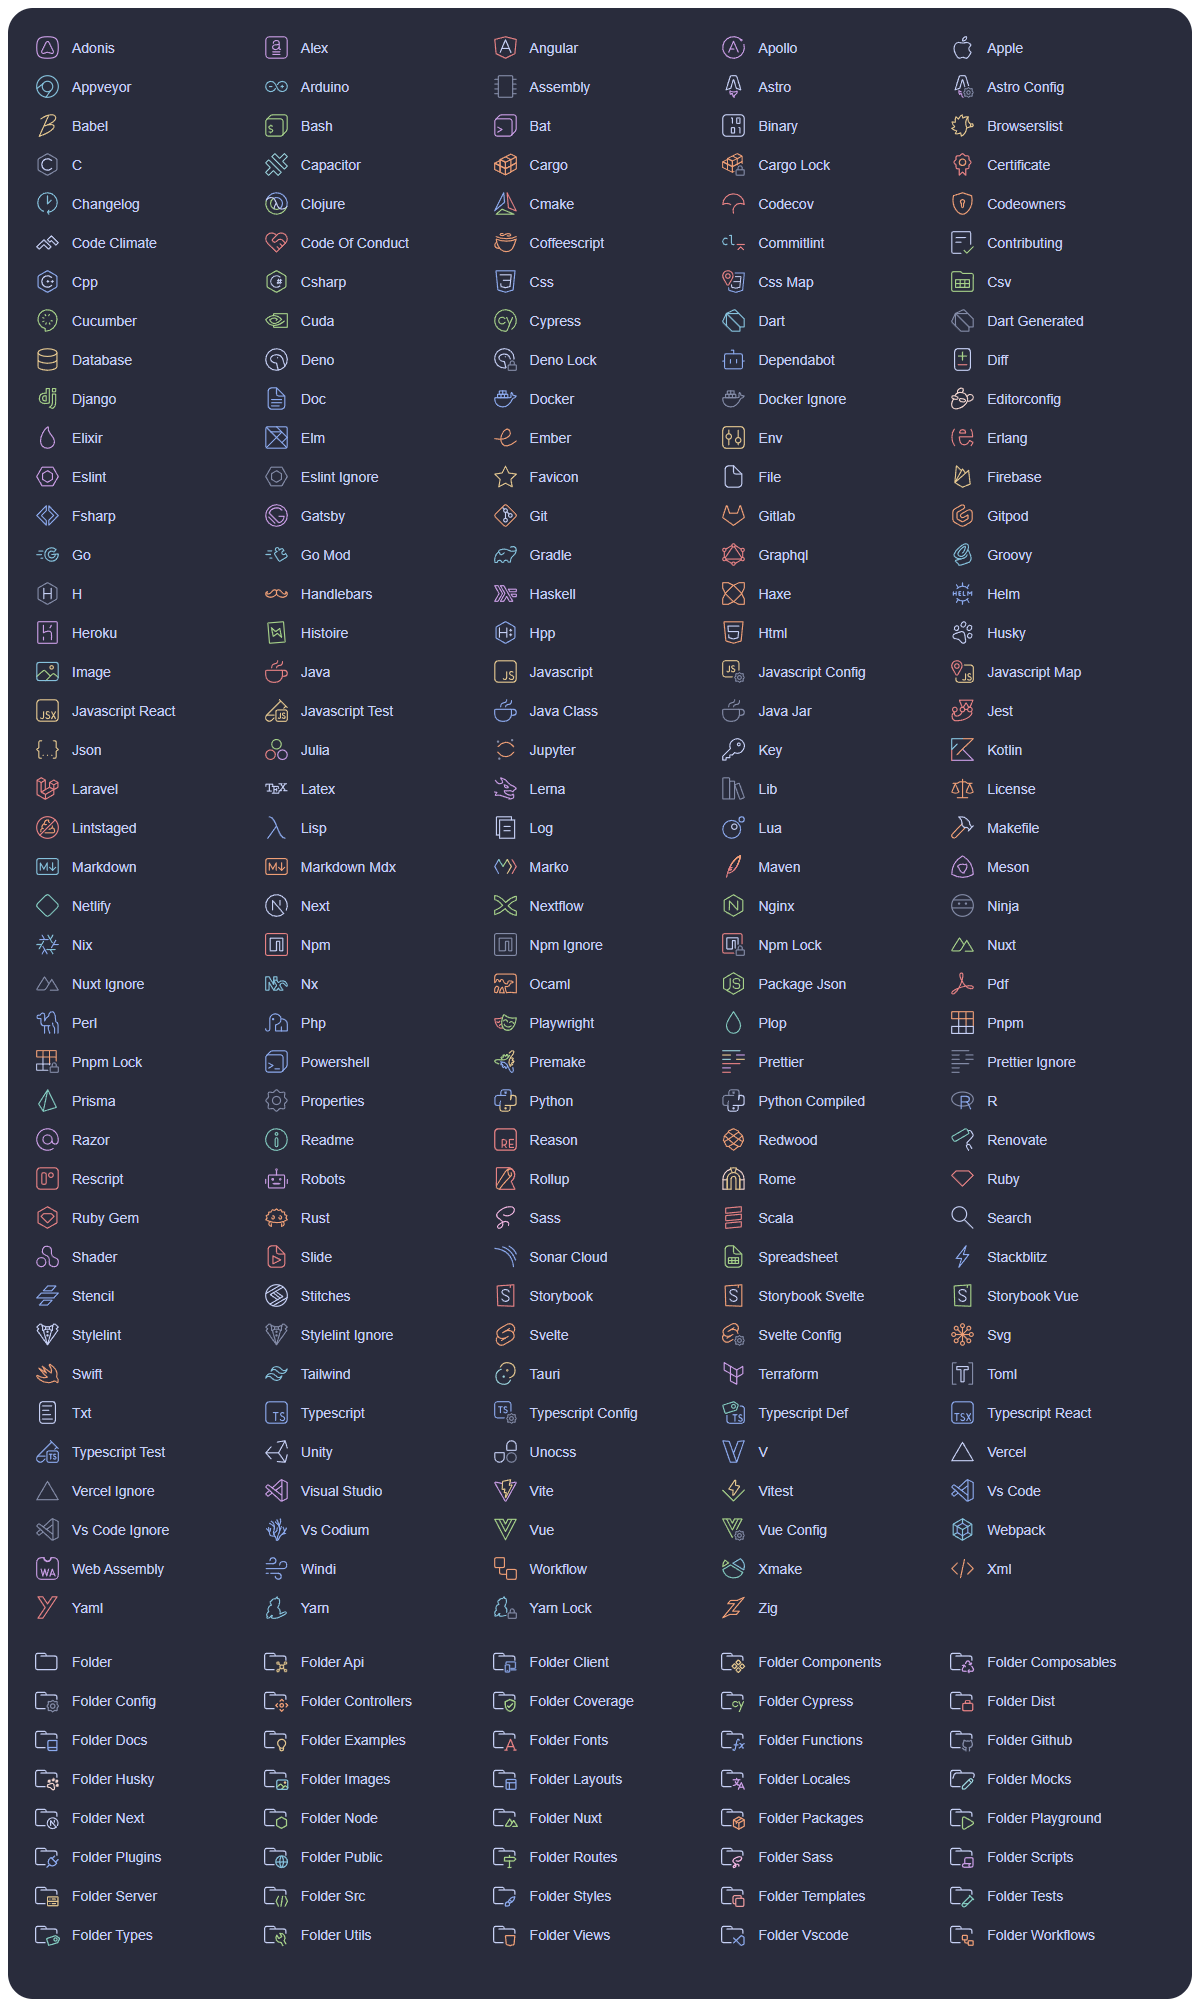 Adonis Alex Angular Apollo Apple
Appveyor Arduino Assembly Astro Astro Config
Babel Bash Bat Binary Browserslist
C Capacitor Cargo Cargo Lock Certificate
Changelog Clojure Cmake Codecov Codeowners
Code Climate Code Of Conduct Coffeescript Commitlint Contributing
Cpp Csharp Css Css Map Csv
Cucumber Cuda Cypress Dart Dart Generated
Database Deno Deno Lock Dependabot Diff
Django Doc Docker Docker Ignore Editorconfig
Elixir Elm Ember Env Erlang
Eslint Eslint Ignore Favicon File Firebase
Fsharp Gatsby Git Gitlab Gitpod
Go Go Mod Gradle Graphql Groovy
H Handlebars Haskell Haxe Helm
Heroku Histoire Hpp Html Husky
Image Java Javascript Javascript Config Javascript Map
Javascript React Javascript Test Java Class Java Jar Jest
Json Julia Jupyter Key Kotlin
Laravel Latex Lerna Lib License
Lintstaged Lisp Log Lua Makefile
Markdown Markdown Mdx Marko Maven Meson
Netlify Next Nextflow Nginx Ninja
Nix Npm Npm Ignore Npm Lock Nuxt
Nuxt Ignore Nx Ocaml Package Json Pdf
Perl Php Playwright Plop Pnpm
Pnpm Lock Powershell Premake Prettier Prettier Ignore
Prisma Properties Python Python Compiled R
Razor Readme Reason Redwood Renovate
Rescript Robots Rollup Rome Ruby
Ruby Gem Rust Sass Scala Search
Shader Slide Sonar Cloud Spreadsheet Stackblitz
Stencil Stitches Storybook Storybook Svelte Storybook Vue
Stylelint Stylelint Ignore Svelte Svelte Config Svg
Swift Tailwind Tauri Terraform Toml
Txt Typescript Typescript Config Typescript Def Typescript React
Typescript Test Unity Unocss V Vercel
Vercel Ignore Visual Studio Vite Vitest Vs Code
Vs Code Ignore Vs Codium Vue Vue Config Webpack
Web Assembly Windi Workflow Xmake Xml
Yaml Yarn Yarn Lock Zig
Folder Folder Api Folder Client Folder Components Folder Composables
Folder Config Folder Controllers Folder Coverage Folder Cypress Folder Dist
Folder Docs Folder Examples Folder Fonts Folder Functions Folder Github
Folder Husky Folder Images Folder Layouts Folder Locales Folder Mocks
Folder Next Folder Node Folder Nuxt Folder Packages Folder Playground
Folder Plugins Folder Public Folder Routes Folder Sass Folder Scripts
Folder Server Folder Src Folder Styles Folder Templates Folder Tests
Folder Types Folder Utils Folder Views Folder Vscode Folder Workflows